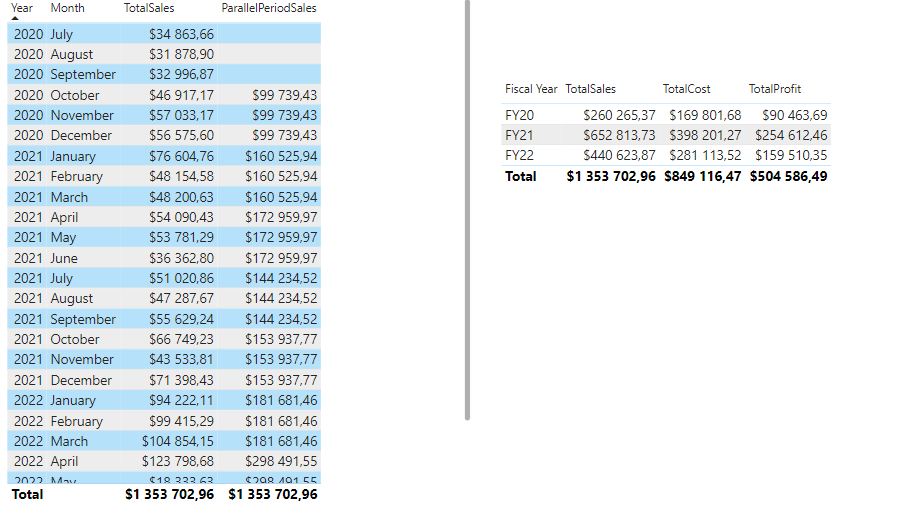 Year Month TotalSales ParallelPeriodSales
2020 July $34 863,66
2020 August $31 878,90
2020 September $32 996,87
2020 October $46 917,17 $99 739,43
2020 November $57 033,17 $99 739,43
2020 December $56 575,60 $99 739,43
2021 January $76 604,76 $160 525,94
2021 February $48 154,58 $160 525,94
2021 March $48 200,63 $160 525,94
2021 April $54 090,43 $172 959,97
2021 May $53 781,29 $172 959,97
2021 June $36 362,80 $172 959,97
2021 July $51 020,86 $144 234,52
2021 August $47 287,67 $144 234,52
2021 September $55 629,24 $144 234,52
2021 October $66 749,23 $153 937,77
2021 November $43 533,81 $153 937,77
2021 December $71 398,43 $153 937,77
2022 January $94 222,11 $181 681,46
2022 February $99 415,29 $181 681,46
2022 March $104 854,15 $181 681,46
2022 April $123 798,68 $298 491,55
2022 May $18 333,63 $298 491,55
Total $1 353 702,96 $1 353 702,96
Fiscal Year TotalSales TotalCost TotalProfit
FY20 $260 265,37 $169 801,68 $90 463,69
FY21 $652 813,73 $398 201,27 $254 612,46
FY22 $440 623,87 $281 113,52 $159 510,35
Total $1 353 702,96 $849 116,47 $504 586,49